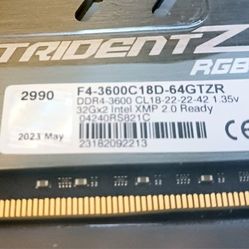 TRIDENT Z
RGB
2990
F4-3600C18D-64GTZR
DDR4-3600 CL18-22-22-42 1.35v
32Gx2 Intel XMP 2.0 Ready
04240RS821C
2023 May
23182092213